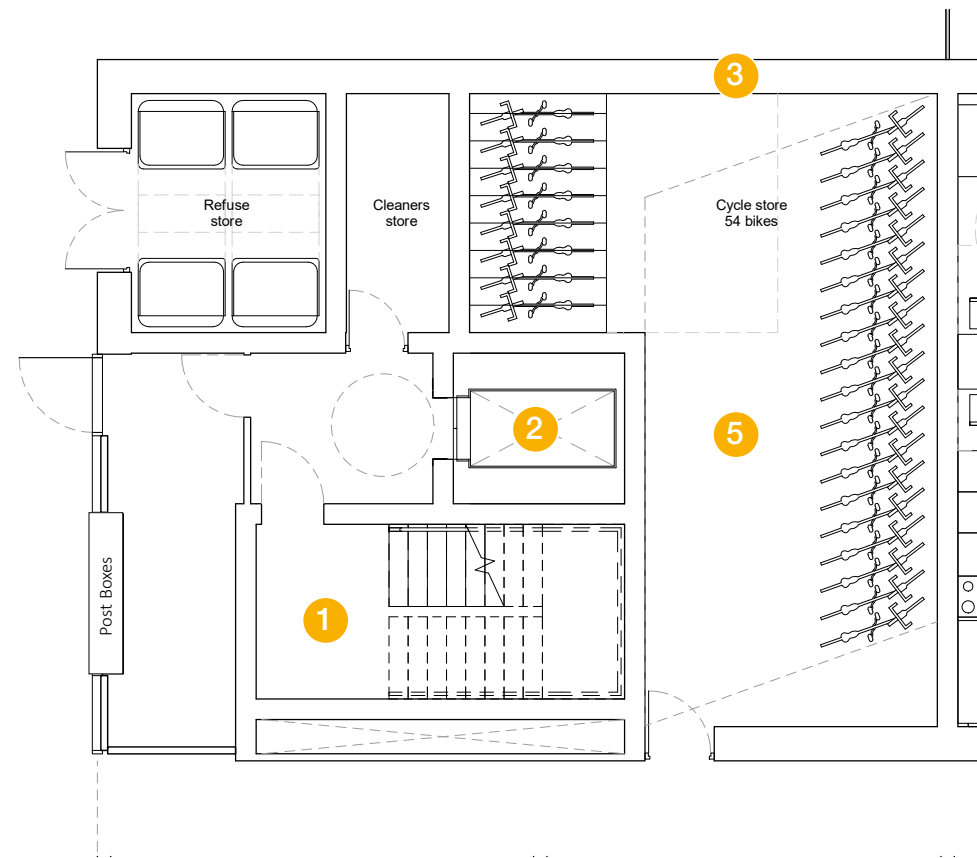 3
Refuse
store
Cleaners
store
Cycle store
54 bikes
2
5
Post Boxes
1